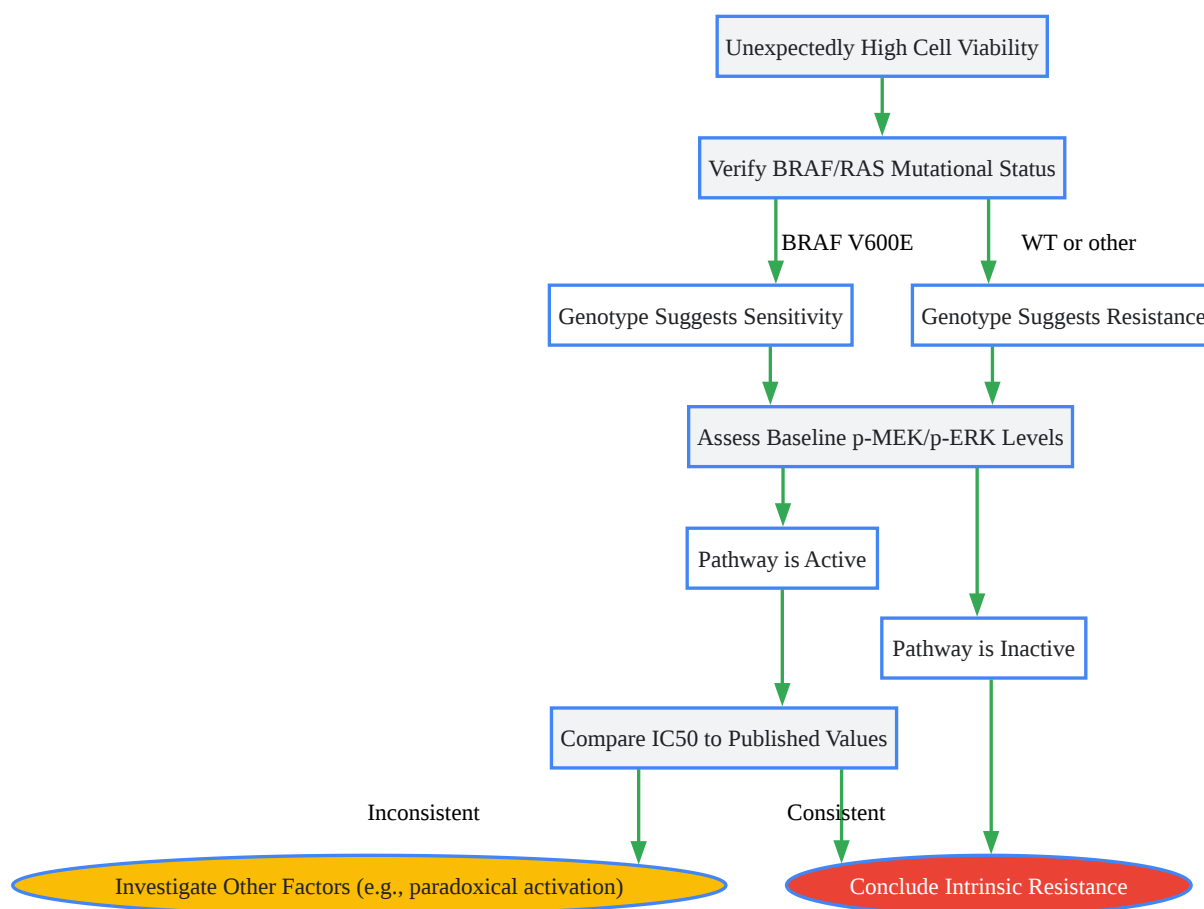 Unexpectedly High Cell Viability
Verify BRAF/RAS Mutational Status
BRAF V600E
WT or other
Genotype Suggests Sensitivity
Genotype Suggests Resistance
Assess Baseline p-MEK/p-ERK Levels
Pathway is Active
Pathway is Inactive
Compare IC50 to Published Values
Inconsistent
Consistent
Investigate Other Factors (e.g., paradoxical activation)
Conclude Intrinsic Resistance